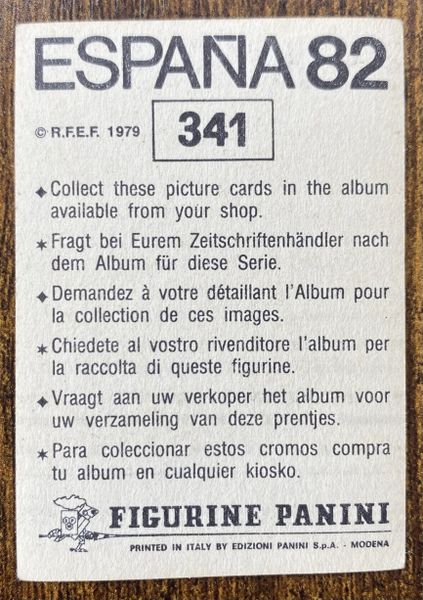 ESPAÑA 82
© R.F.E.F. 1979 341
♦ Collect these picture cards in the album
available from your shop.
✶ Fragt bei Eurem Zeitschriftenhändler nach
dem Album für diese Serie.
♦ Demandez à votre détaillant l'Album pour
la collection de ces images.
✶ Chiedete al vostro rivenditore l'album per
la raccolta di queste figurine.
♦ Vraagt aan uw verkoper het album voor
uw verzameling van deze prentjes.
✶ Para coleccionar estos cromos compra
tu album en cualquier kiosko.
FIGURINE PANINI
PRINTED IN ITALY BY EDIZIONI PANINI S.p.A. - MODENA